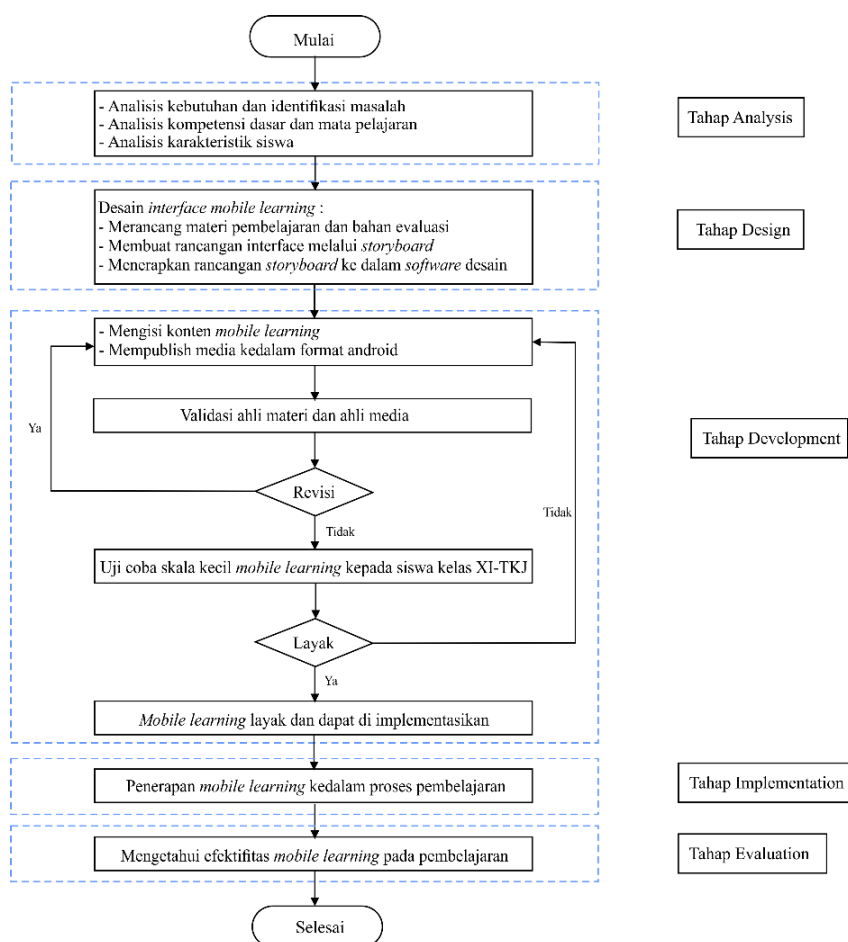 Mulai
- Analisis kebutuhan dan identifikasi masalah
- Analisis kompetensi dasar dan mata pelajaran
- Analisis karakteristik siswa
Tahap Analysis
Desain interface mobile learning :
- Merancang materi pembelajaran dan bahan evaluasi
- Membuat rancangan interface melalui storyboard
- Menerapkan rancangan storyboard ke dalam software desain
Tahap Design
- Mengisi konten mobile learning
- Mempublish media kedalam format android
Validasi ahli materi dan ahli media
Ya
Tahap Development
Revisi
Tidak
Tidak
Uji coba skala kecil mobile learning kepada siswa kelas XI-TKJ
Layak
Ya
Mobile learning layak dan dapat di implementasikan
Penerapan mobile learning kedalam proses pembelajaran
Tahap Implementation
Mengetahui efektifitas mobile learning pada pembelajaran
Tahap Evaluation
Selesai